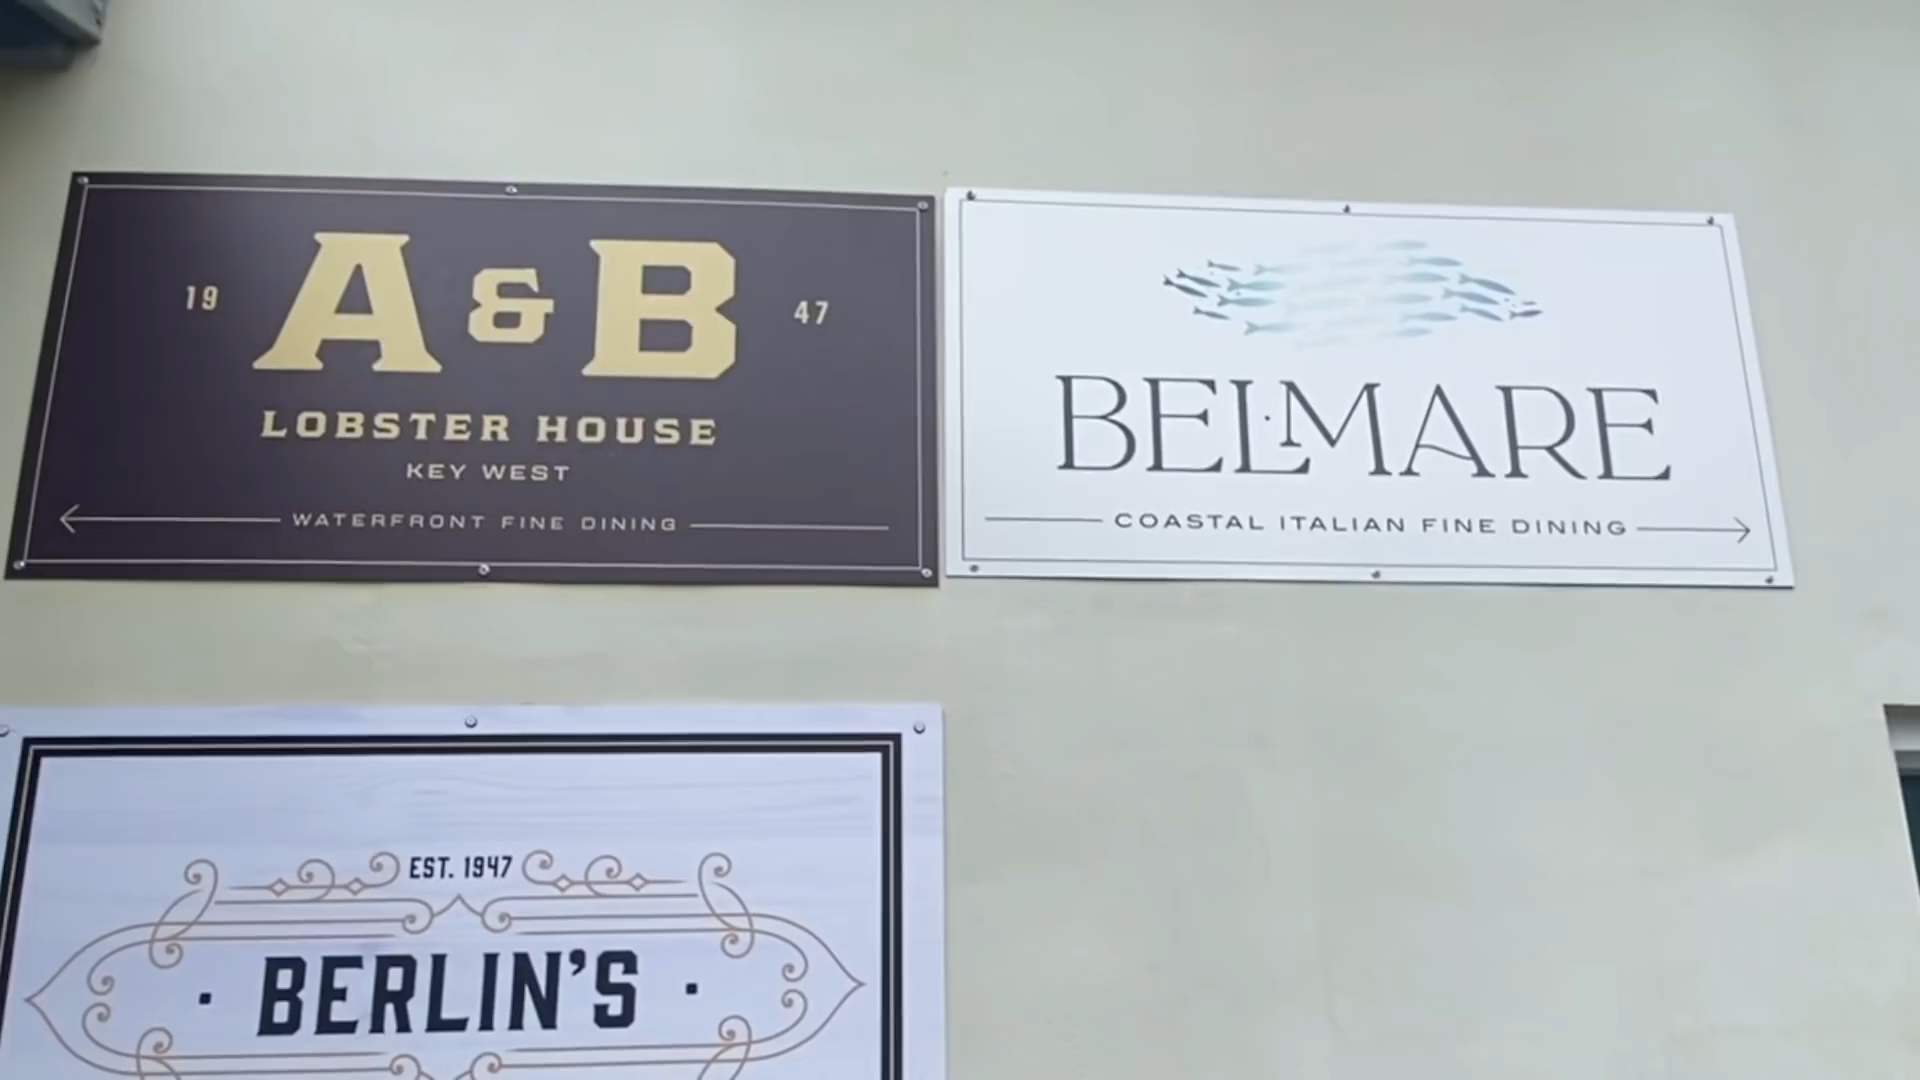 19 A & B 47
LOBSTER HOUSE
KEY WEST
WATERFRONT FINE DINING
BEL·MARE
COASTAL ITALIAN FINE DINING
EST. 1947
· BERLIN'S ·